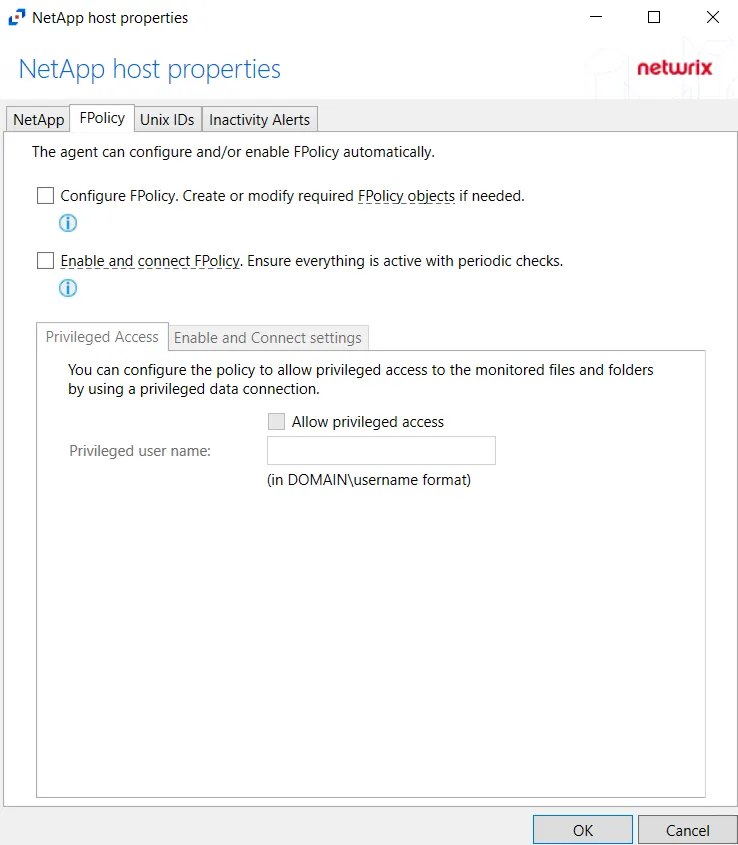 NetApp host properties
NetApp host properties
netwrix
NetApp FPolicy Unix IDs Inactivity Alerts
The agent can configure and/or enable FPolicy automatically.
Configure FPolicy. Create or modify required FPolicy objects if needed.
Enable and connect FPolicy. Ensure everything is active with periodic checks.
Privileged Access Enable and Connect settings
You can configure the policy to allow privileged access to the monitored files and folders
by using a privileged data connection.
Allow privileged access
Privileged user name:
(in DOMAIN\username format)
OK Cancel